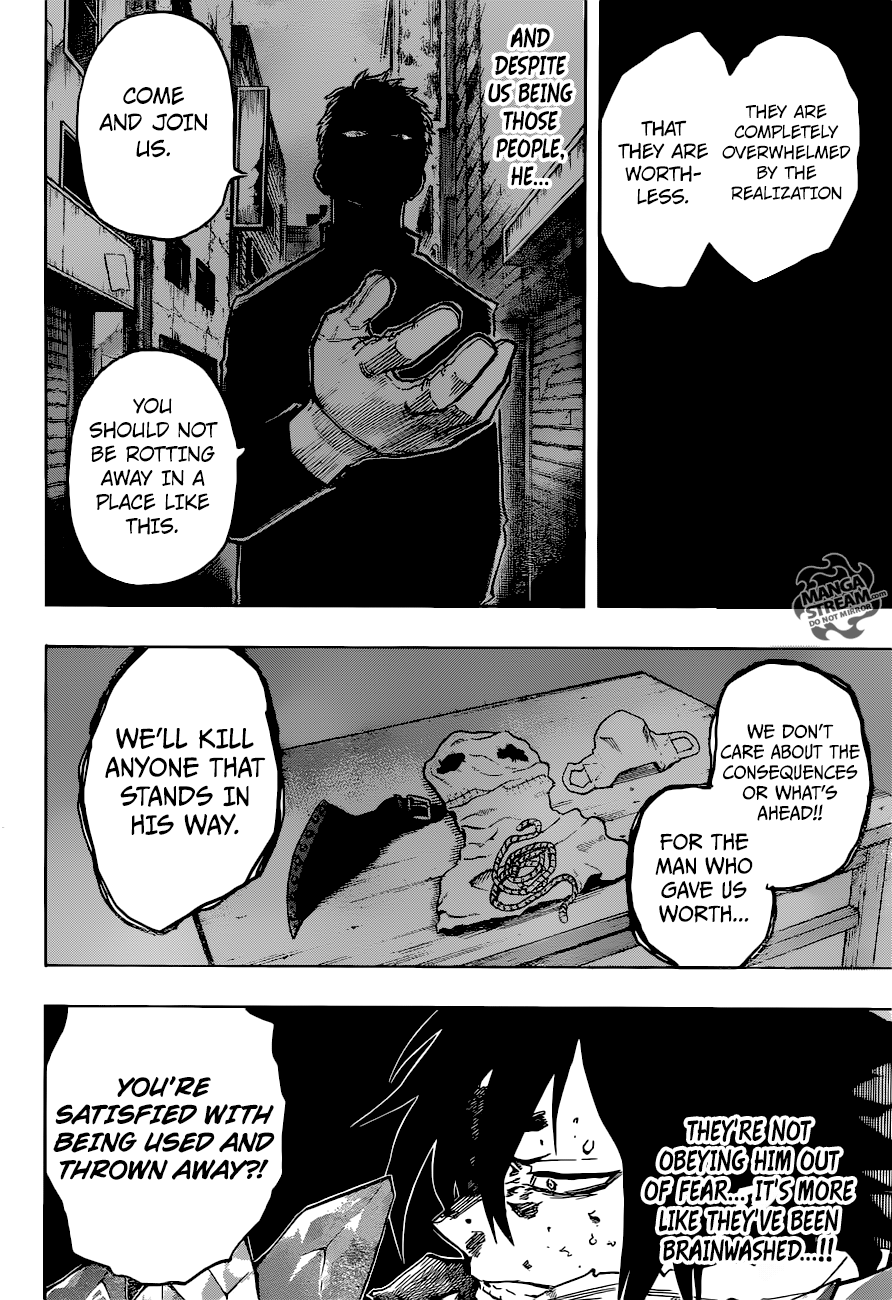 THEY ARE
COMPLETELY
OVERWHELMED
BY THE
REALIZATION
THAT
THEY ARE
WORTH-
LESS.
AND
DESPITE
US BEING
THOSE
PEOPLE,
HE...
COME
AND JOIN
US.
YOU
SHOULD NOT
BE ROTTING
AWAY IN A
PLACE LIKE
THIS.
MANGA
STREAM.com
DO NOT MIRROR
WE DON'T
CARE ABOUT THE
CONSEQUENCES
OR WHAT'S
AHEAD!!
FOR THE
MAN WHO
GAVE US
WORTH...
WE'LL KILL
ANYONE THAT
STANDS IN
HIS WAY.
THEY'RE NOT
OBEYING HIM OUT
OF FEAR..., IT'S MORE
LIKE THEY'VE BEEN
BRAINWASHED...!!
YOU'RE
SATISFIED WITH
BEING USED AND
THROWN AWAY?!